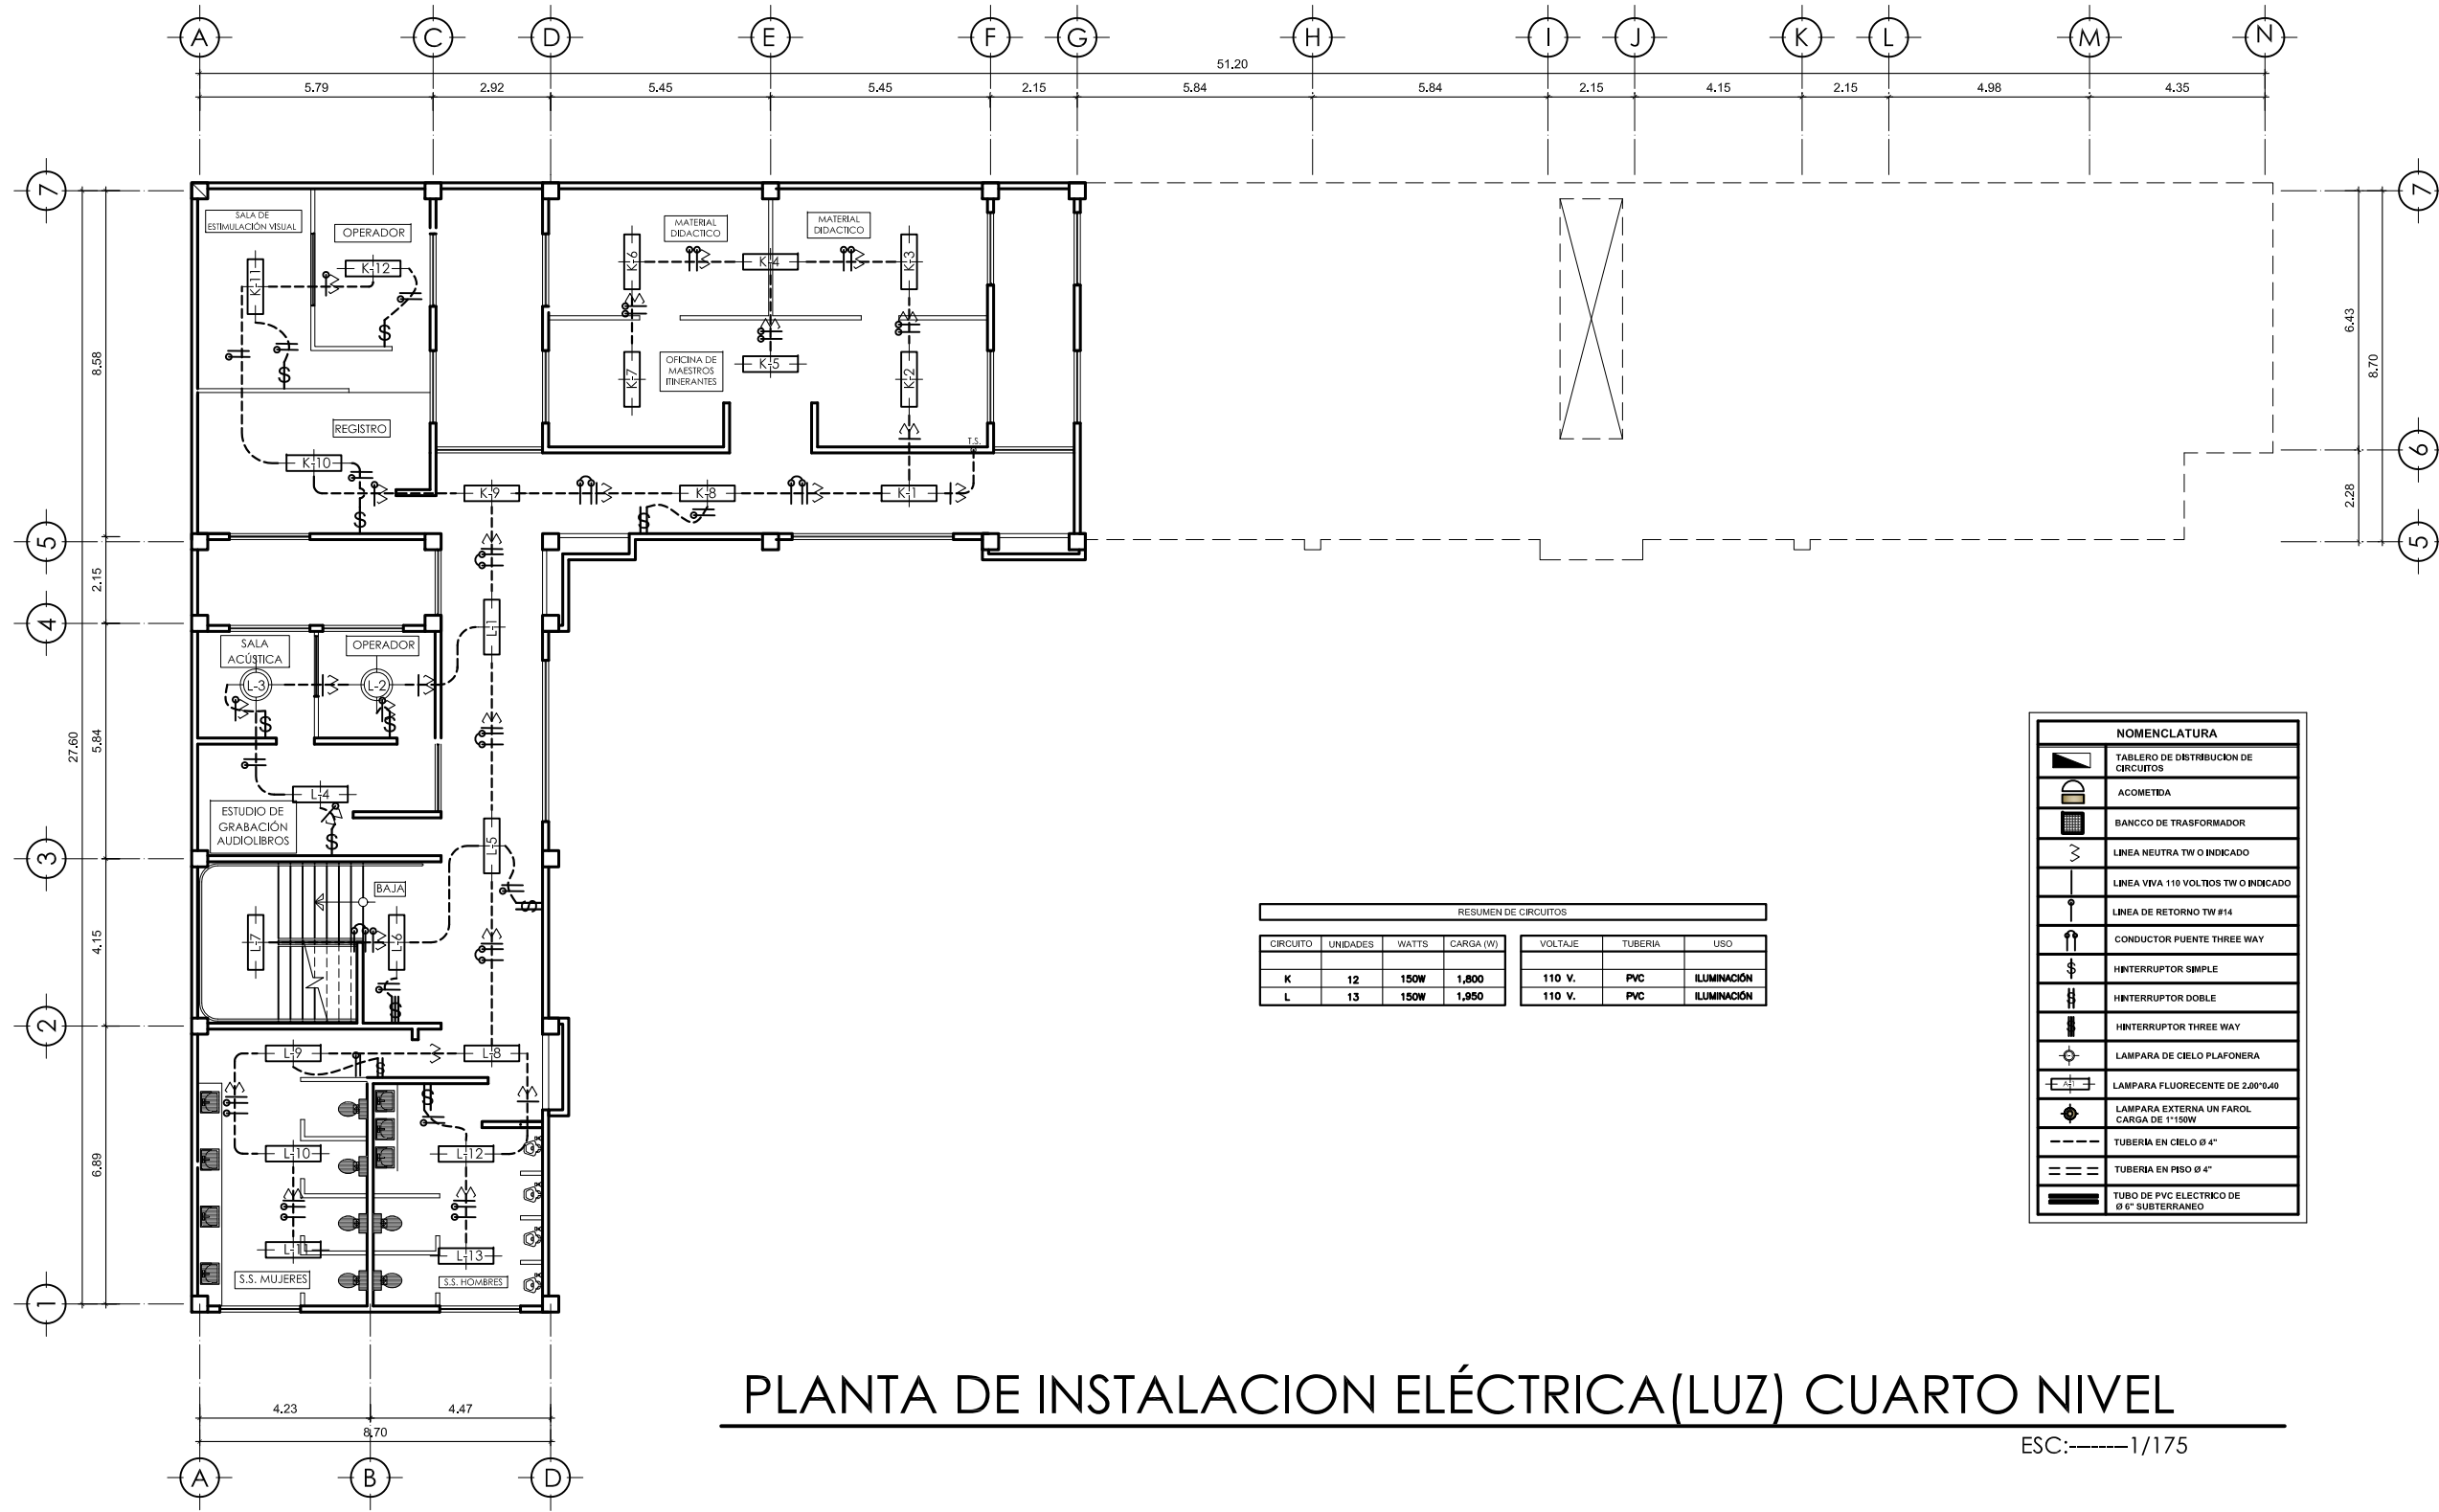 A C D E F G H I J K L M N
51.20
5.79 2.92 5.45 5.45 2.15 5.84 5.84 2.15 4.15 2.15 4.98 4.35
7 7
SALA DE
ESTIMULACIÓN VISUAL
OPERADOR
MATERIAL
DIDACTICO
MATERIAL
DIDACTICO
K-11 K-12 K-6 K-4 K-3
6.43
8.70
8.58
S
S
OFICINA DE
MAESTROS
ITINERANTES
K-7 K-5 K-2
REGISTRO
T.S.
6
K-10 K-9 K-8 K-1
S S
2.28
5 5
2.15
4
L-1
SALA
ACÚSTICA
OPERADOR
L-3 L-2
S S
27.60
5.84
L-4
ESTUDIO DE
GRABACIÓN
AUDIOLIBROS
S
L-5
3
BAJA
S
L-7 L-6
4.15
S
2
L-9 L-8
S
S
L-10 L-12
6.89
L-11 L-13
S.S. MUJERES
S.S. HOMBRES
1
4.23 4.47
8.70
A B D
RESUMEN DE CIRCUITOS
CIRCUITO UNIDADES WATTS CARGA (W) VOLTAJE TUBERIA USO
K 12 150W 1,800 110 V. PVC ILUMINACIÓN
L 13 150W 1,950 110 V. PVC ILUMINACIÓN
NOMENCLATURA
TABLERO DE DISTRIBUCION DE
CIRCUITOS
ACOMETIDA
BANCCO DE TRASFORMADOR
LINEA NEUTRA TW O INDICADO
LINEA VIVA 110 VOLTIOS TW O INDICADO
LINEA DE RETORNO TW #14
CONDUCTOR PUENTE THREE WAY
S HINTERRUPTOR SIMPLE
S HINTERRUPTOR DOBLE
S HINTERRUPTOR THREE WAY
LAMPARA DE CIELO PLAFONERA
A-1 LAMPARA FLUORECENTE DE 2.00*0.40
LAMPARA EXTERNA UN FAROL
CARGA DE 1*150W
TUBERIA EN CIELO Ø 4"
TUBERIA EN PISO Ø 4"
TUBO DE PVC ELECTRICO DE
Ø 6" SUBTERRANEO
PLANTA DE INSTALACION ELÉCTRICA(LUZ) CUARTO NIVEL
ESC:-------1/175